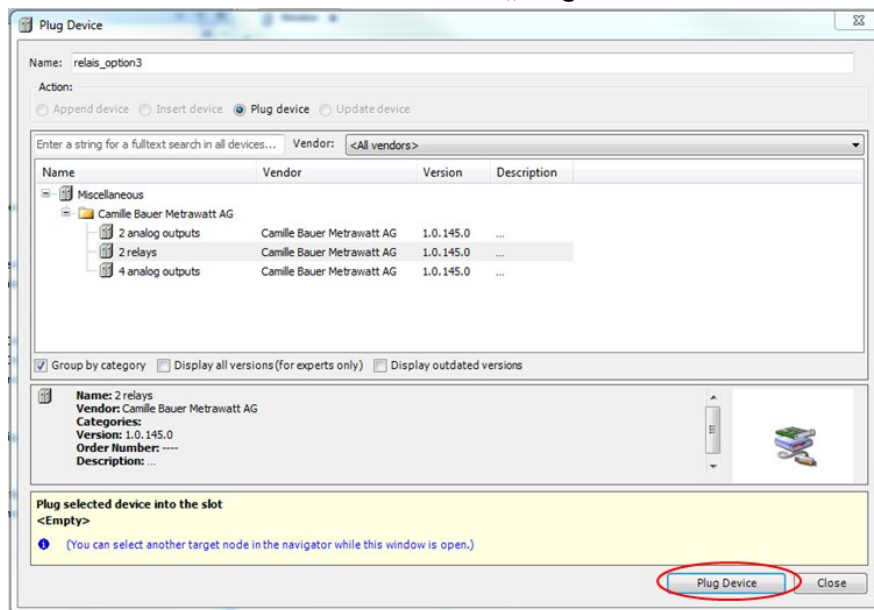 Plug Device
Name: relais_option3
Action:
Append device Insert device Plug device Update device
Enter a string for a fulltext search in all devices... Vendor: <All vendors>
Name Vendor Version Description
Miscellaneous
Camille Bauer Metrawatt AG
2 analog outputs Camille Bauer Metrawatt AG 1.0.145.0 ...
2 relays Camille Bauer Metrawatt AG 1.0.145.0 ...
4 analog outputs Camille Bauer Metrawatt AG 1.0.145.0 ...
Group by category Display all versions (for experts only) Display outdated versions
Name: 2 relays
Vendor: Camille Bauer Metrawatt AG
Categories:
Version: 1.0.145.0
Order Number: ----
Description: ...
Plug selected device into the slot
<Empty>
(You can select another target node in the navigator while this window is open.)
Plug Device Close